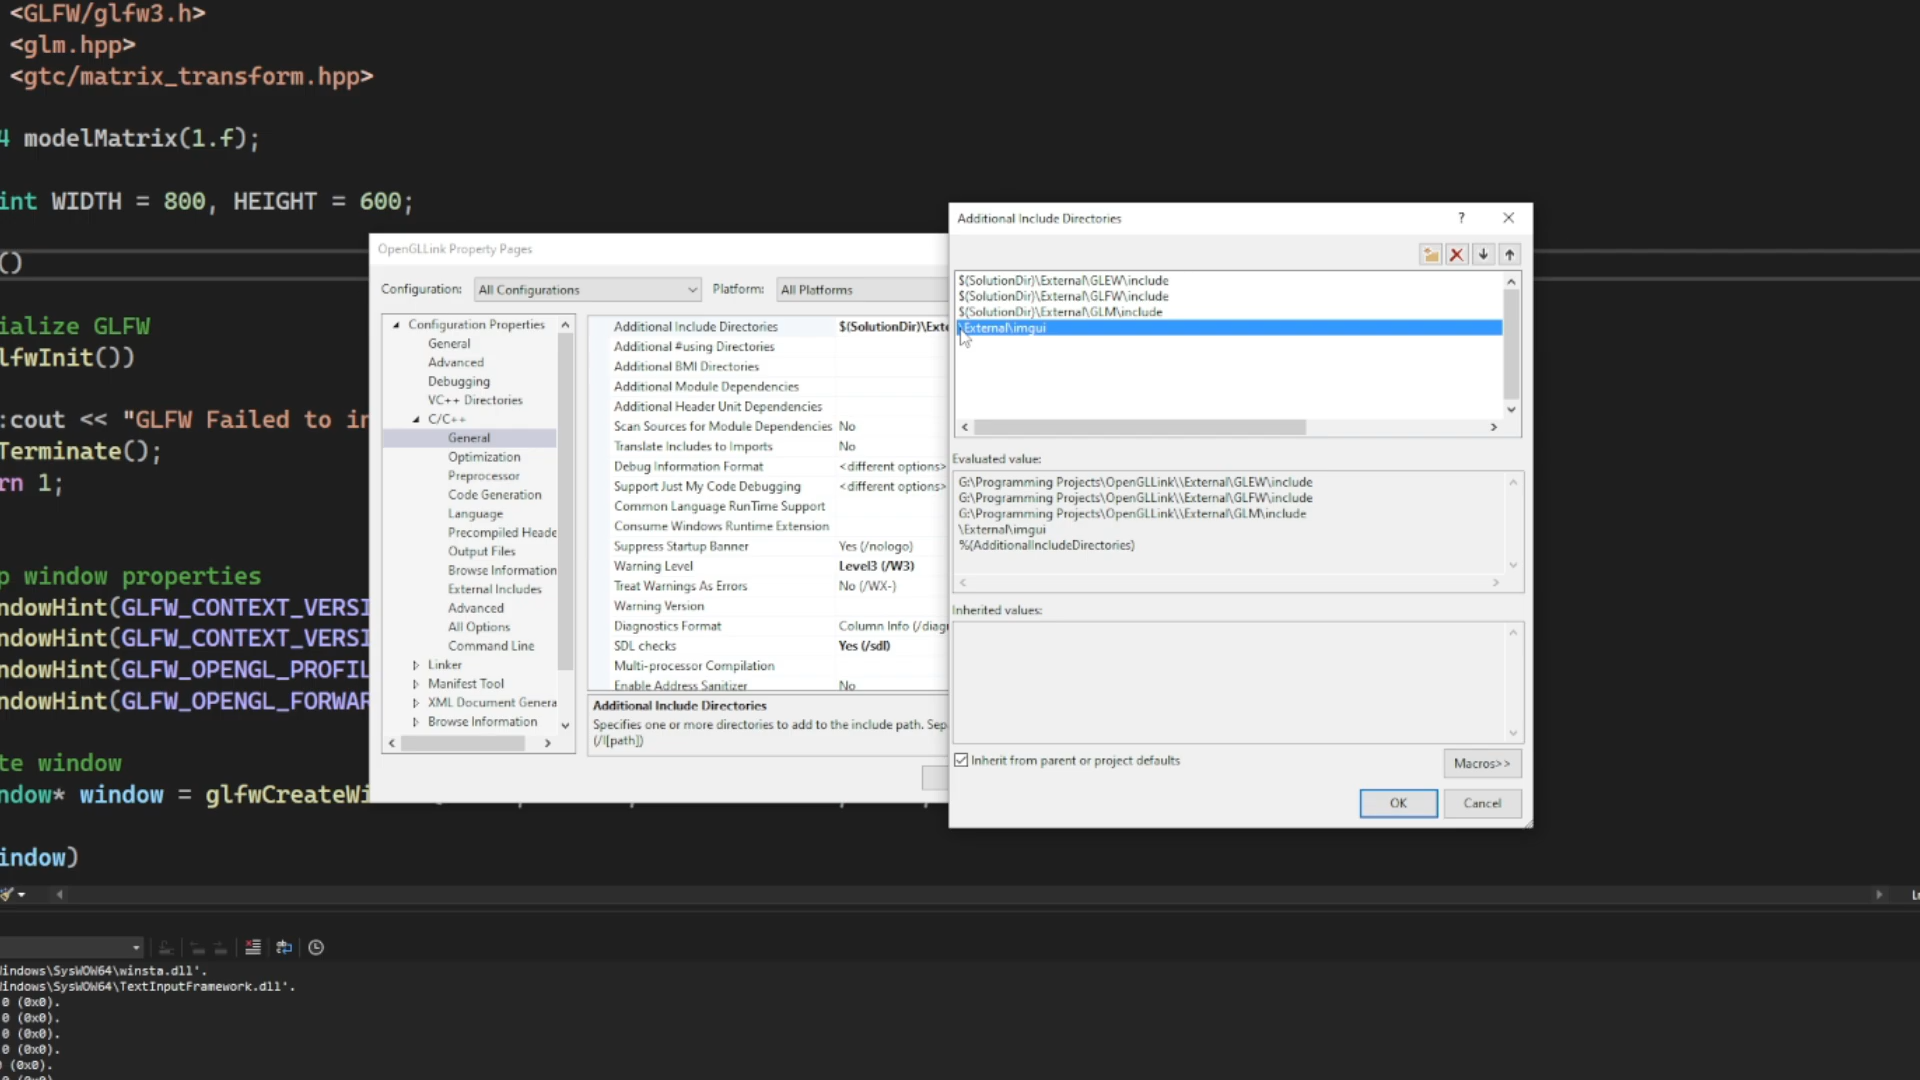 <GLFW/glfw3.h>
<glm.hpp>
<gtc/matrix_transform.hpp>
4 modelMatrix(1.f);
int WIDTH = 800, HEIGHT = 600;
()
ialize GLFW
lfwInit())
:cout << "GLFW Failed to in
Terminate();
rn 1;
p window properties
ndowHint(GLFW_CONTEXT_VERSI
ndowHint(GLFW_CONTEXT_VERSI
ndowHint(GLFW_OPENGL_PROFIL
ndowHint(GLFW_OPENGL_FORWAR
te window
ndow* window = glfwCreateWi
indow)
OpenGLLink Property Pages
Configuration: All Configurations Platform: All Platforms
Configuration Properties
General
Advanced
Debugging
VC++ Directories
C/C++
General
Optimization
Preprocessor
Code Generation
Language
Precompiled Heade
Output Files
Browse Information
External Includes
Advanced
All Options
Command Line
Linker
Manifest Tool
XML Document Genera
Browse Information
Additional Include Directories $(SolutionDir)\Exte
Additional #using Directories
Additional BMI Directories
Additional Module Dependencies
Additional Header Unit Dependencies
Scan Sources for Module Dependencies No
Translate Includes to Imports No
Debug Information Format <different options>
Support Just My Code Debugging <different options>
Common Language RunTime Support
Consume Windows Runtime Extension
Suppress Startup Banner Yes (/nologo)
Warning Level Level3 (/W3)
Treat Warnings As Errors No (/WX-)
Warning Version
Diagnostics Format Column Info (/diagn
SDL checks Yes (/sdl)
Multi-processor Compilation
Enable Address Sanitizer No
Additional Include Directories
Specifies one or more directories to add to the include path. Sep
(/I[path])
Additional Include Directories ?
$(SolutionDir)\External\GLEW\include
$(SolutionDir)\External\GLFW\include
$(SolutionDir)\External\GLM\include
\External\imgui
Evaluated value:
G:\Programming Projects\OpenGLLink\\External\GLEW\include
G:\Programming Projects\OpenGLLink\\External\GLFW\include
G:\Programming Projects\OpenGLLink\\External\GLM\include
\External\imgui
%(AdditionalIncludeDirectories)
Inherited values:
Inherit from parent or project defaults
Macros>>
OK Cancel
indows\SysWOW64\winsta.dll'.
indows\SysWOW64\TextInputFramework.dll'.
0 (0x0).
0 (0x0).
0 (0x0).
0 (0x0).
(0x0).